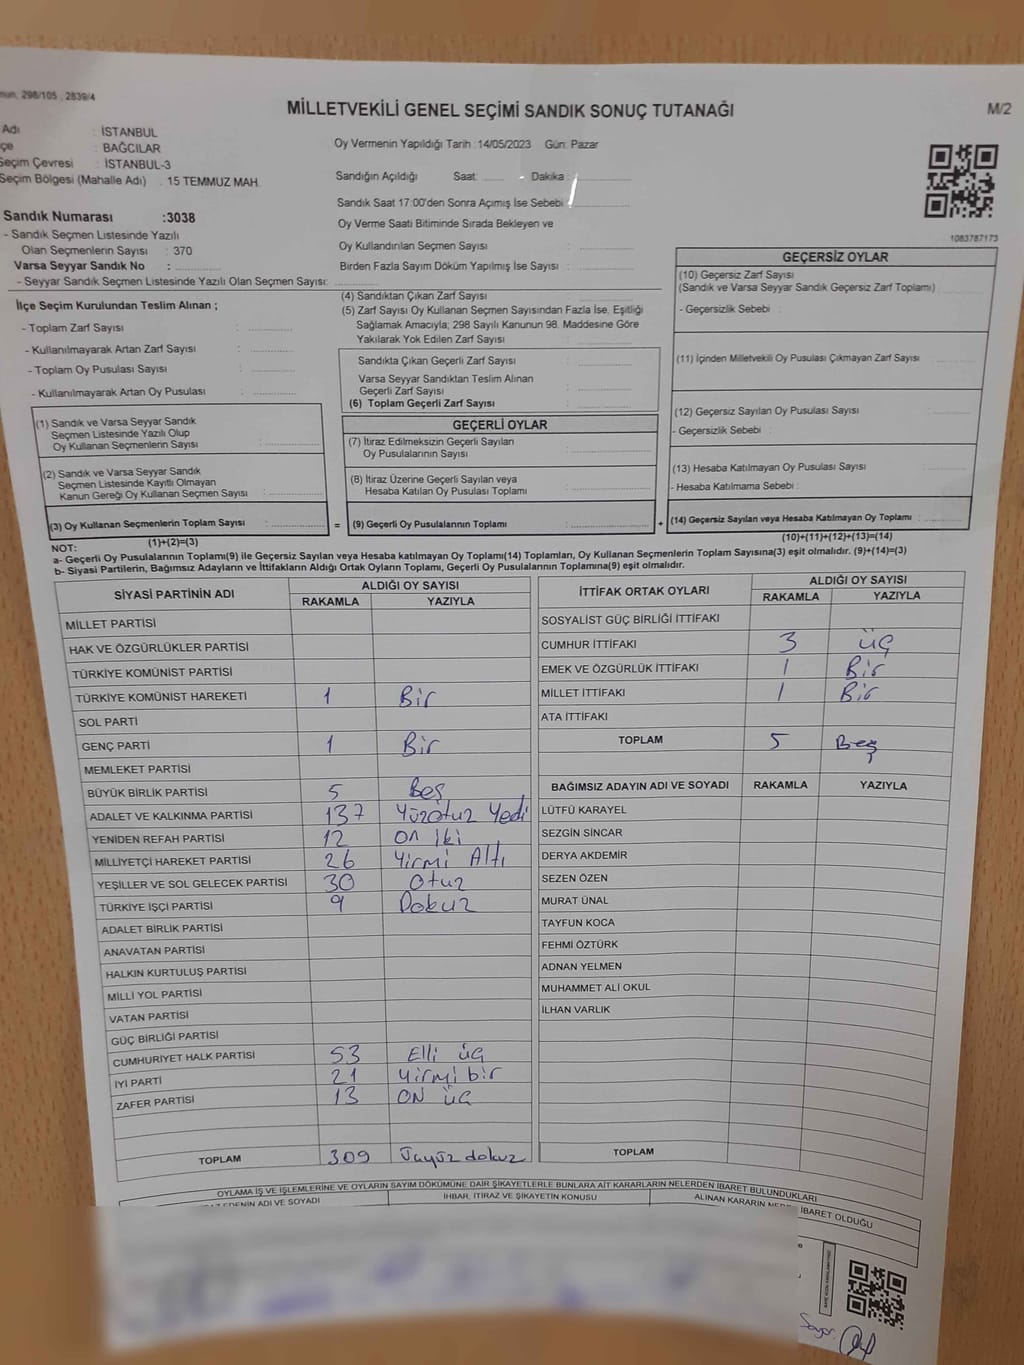 298/105 , 2839/4
MİLLETVEKİLİ GENEL SEÇİMİ SANDIK SONUÇ TUTANAĞI
M/2
Adı : İSTANBUL
BAĞCILAR
Seçim Çevresi : İSTANBUL-3
Seçim Bölgesi (Mahalle Adı) : 15 TEMMUZ MAH.
Oy Vermenin Yapıldığı Tarih :14/05/2023 Gün: Pazar
Sandığın Açıldığı Saat: ....... - Dakika : ..............
Sandık Saat 17:00'den Sonra Açımış İse Sebebi : ..............
Oy Verme Saati Bitiminde Sırada Bekleyen ve
Oy Kullandırılan Seçmen Sayısı : ..............
Birden Fazla Sayım Döküm Yapılmış İse Sayısı : ..............
Sandık Numarası :3038
- Sandık Seçmen Listesinde Yazılı
Olan Seçmenlerin Sayısı : 370
Varsa Seyyar Sandık No : ..............
- Seyyar Sandık Seçmen Listesinde Yazılı Olan Seçmen Sayısı: ..............
1083787173
İlçe Seçim Kurulundan Teslim Alınan ;
- Toplam Zarf Sayısı : ..............
- Kullanılmayarak Artan Zarf Sayısı : ..............
- Toplam Oy Pusulası Sayısı : ..............
- Kullanılmayarak Artan Oy Pusulası : ..............
(1) Sandık ve Varsa Seyyar Sandık
Seçmen Listesinde Yazılı Olup
Oy Kullanan Seçmenlerin Sayısı : ..............
(2) Sandık ve Varsa Seyyar Sandık
Seçmen Listesinde Kayıtlı Olmayan
Kanun Gereği Oy Kullanan Seçmen Sayısı : ..............
(3) Oy Kullanan Seçmenlerin Toplam Sayısı : ..............
(1)+(2)=(3)
(4) Sandıktan Çıkan Zarf Sayısı : ..............
(5) Zarf Sayısı Oy Kullanan Seçmen Sayısından Fazla İse, Eşitliği
Sağlamak Amacıyla; 298 Sayılı Kanunun 98. Maddesine Göre
Yakılarak Yok Edilen Zarf Sayısı : ..............
Sandıkta Çıkan Geçerli Zarf Sayısı : ..............
Varsa Seyyar Sandıktan Teslim Alınan
Geçerli Zarf Sayısı : ..............
(6) Toplam Geçerli Zarf Sayısı : ..............
GEÇERLİ OYLAR
(7) İtiraz Edilmeksizin Geçerli Sayılan
Oy Pusulalarının Sayısı : ..............
(8) İtiraz Üzerine Geçerli Sayılan veya
Hesaba Katılan Oy Pusulası Toplamı : ..............
= (9) Geçerli Oy Pusulalarının Toplamı : ..............
GEÇERSİZ OYLAR
(10) Geçersiz Zarf Sayısı
(Sandık ve Varsa Seyyar Sandık Geçersiz Zarf Toplamı) : ..............
- Geçersizlik Sebebi :
(11) İçinden Milletvekili Oy Pusulası Çıkmayan Zarf Sayısı : ..............
(12) Geçersiz Sayılan Oy Pusulası Sayısı : ..............
- Geçersizlik Sebebi :
(13) Hesaba Katılmayan Oy Pusulası Sayısı : ..............
- Hesaba Katılmama Sebebi :
+ (14) Geçersiz Sayılan veya Hesaba Katılmayan Oy Toplamı : ..............
(10)+(11)+(12)+(13)=(14)
NOT:
a- Geçerli Oy Pusulalarının Toplamı(9) ile Geçersiz Sayılan veya Hesaba katılmayan Oy Toplamı(14) Toplamları, Oy Kullanan Seçmenlerin Toplam Sayısına(3) eşit olmalıdır. (9)+(14)=(3)
b- Siyasi Partilerin, Bağımsız Adayların ve İttifakların Aldığı Ortak Oyların Toplamı, Geçerli Oy Pusulalarının Toplamına(9) eşit olmalıdır.
SİYASİ PARTİNİN ADI ALDIĞI OY SAYISI
RAKAMLA YAZIYLA
MİLLET PARTİSİ
HAK VE ÖZGÜRLÜKLER PARTİSİ
TÜRKİYE KOMÜNİST PARTİSİ
TÜRKİYE KOMÜNİST HAREKETİ 1 Bir
SOL PARTİ
GENÇ PARTİ 1 Bir
MEMLEKET PARTİSİ
BÜYÜK BİRLİK PARTİSİ 5 Beş
ADALET VE KALKINMA PARTİSİ 137 Yüzotuz Yedi
YENİDEN REFAH PARTİSİ 12 on iki
MİLLİYETÇİ HAREKET PARTİSİ 26 Yirmi Altı
YEŞİLLER VE SOL GELECEK PARTİSİ 30 otuz
TÜRKİYE İŞÇİ PARTİSİ 9 Dokuz
ADALET BİRLİK PARTİSİ
ANAVATAN PARTİSİ
HALKIN KURTULUŞ PARTİSİ
MİLLİ YOL PARTİSİ
VATAN PARTİSİ
GÜÇ BİRLİĞİ PARTİSİ
CUMHURİYET HALK PARTİSİ 53 Elli üç
İYİ PARTİ 21 Yirmi bir
ZAFER PARTİSİ 13 ON üç
TOPLAM 309 Üçyüz dokuz
İTTİFAK ORTAK OYLARI ALDIĞI OY SAYISI
RAKAMLA YAZIYLA
SOSYALİST GÜÇ BİRLİĞİ İTTİFAKI
CUMHUR İTTİFAKI 3 üç
EMEK VE ÖZGÜRLÜK İTTİFAKI 1 Bir
MİLLET İTTİFAKI 1 Bir
ATA İTTİFAKI
TOPLAM 5 Beş
BAĞIMSIZ ADAYIN ADI VE SOYADI RAKAMLA YAZIYLA
LÜTFÜ KARAYEL
SEZGİN SİNCAR
DERYA AKDEMİR
SEZEN ÖZEN
MURAT ÜNAL
TAYFUN KOCA
FEHMİ ÖZTÜRK
ADNAN YELMEN
MUHAMMET ALİ OKUL
İLHAN VARLIK
TOPLAM
OYLAMA İŞ VE İŞLEMLERİNE VE OYLARIN SAYIM DÖKÜMÜNE DAİR ŞİKAYETLERLE BUNLARA AİT KARARLARIN NELERDEN İBARET BULUNDUKLARI
EDENİN ADI VE SOYADI İHBAR, İTİRAZ VE ŞİKAYETİN KONUSU ALINAN KARARIN İBARET OLDUĞU